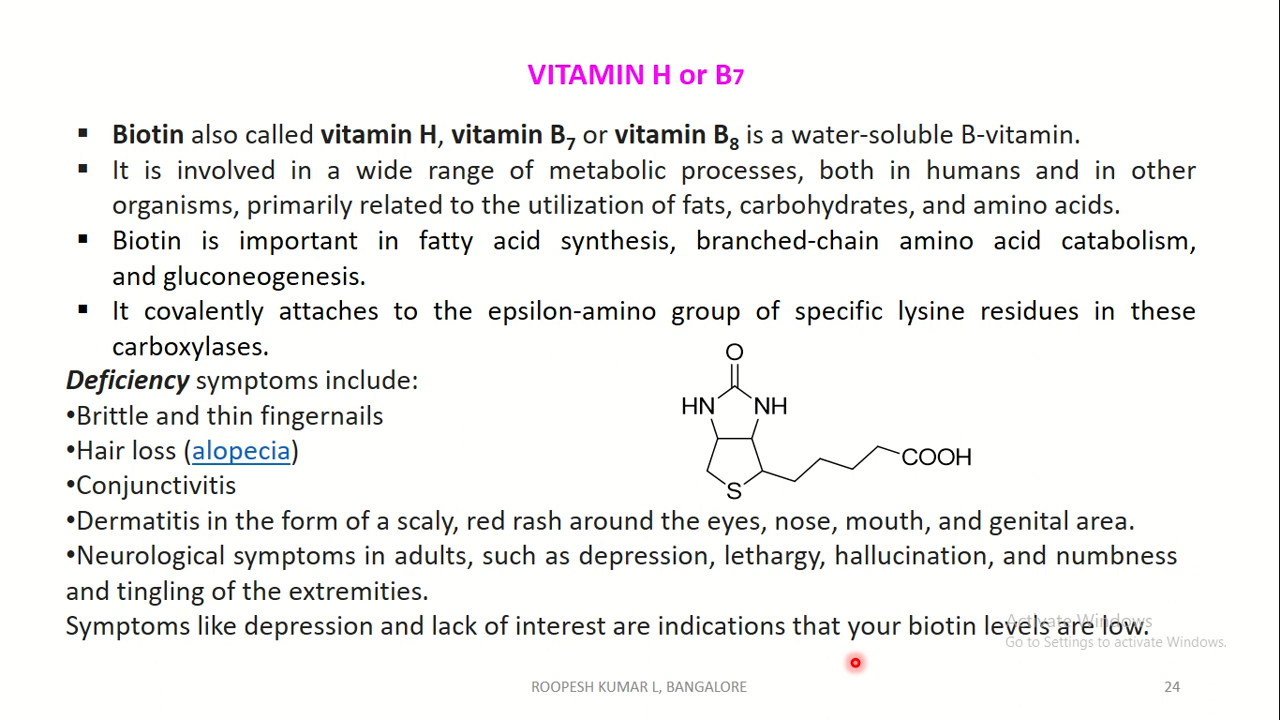 VITAMIN H or B7
▪ Biotin also called vitamin H, vitamin B7 or vitamin B8 is a water-soluble B-vitamin.
▪ It is involved in a wide range of metabolic processes, both in humans and in other
organisms, primarily related to the utilization of fats, carbohydrates, and amino acids.
▪ Biotin is important in fatty acid synthesis, branched-chain amino acid catabolism,
and gluconeogenesis.
▪ It covalently attaches to the epsilon-amino group of specific lysine residues in these
carboxylases.
Deficiency symptoms include:
•Brittle and thin fingernails
•Hair loss (alopecia)
•Conjunctivitis
O
HN NH
COOH
S
•Dermatitis in the form of a scaly, red rash around the eyes, nose, mouth, and genital area.
•Neurological symptoms in adults, such as depression, lethargy, hallucination, and numbness
and tingling of the extremities.
Symptoms like depression and lack of interest are indications that your biotin levels are low.
Activate Windows
Go to Settings to activate Windows.
ROOPESH KUMAR L, BANGALORE
24